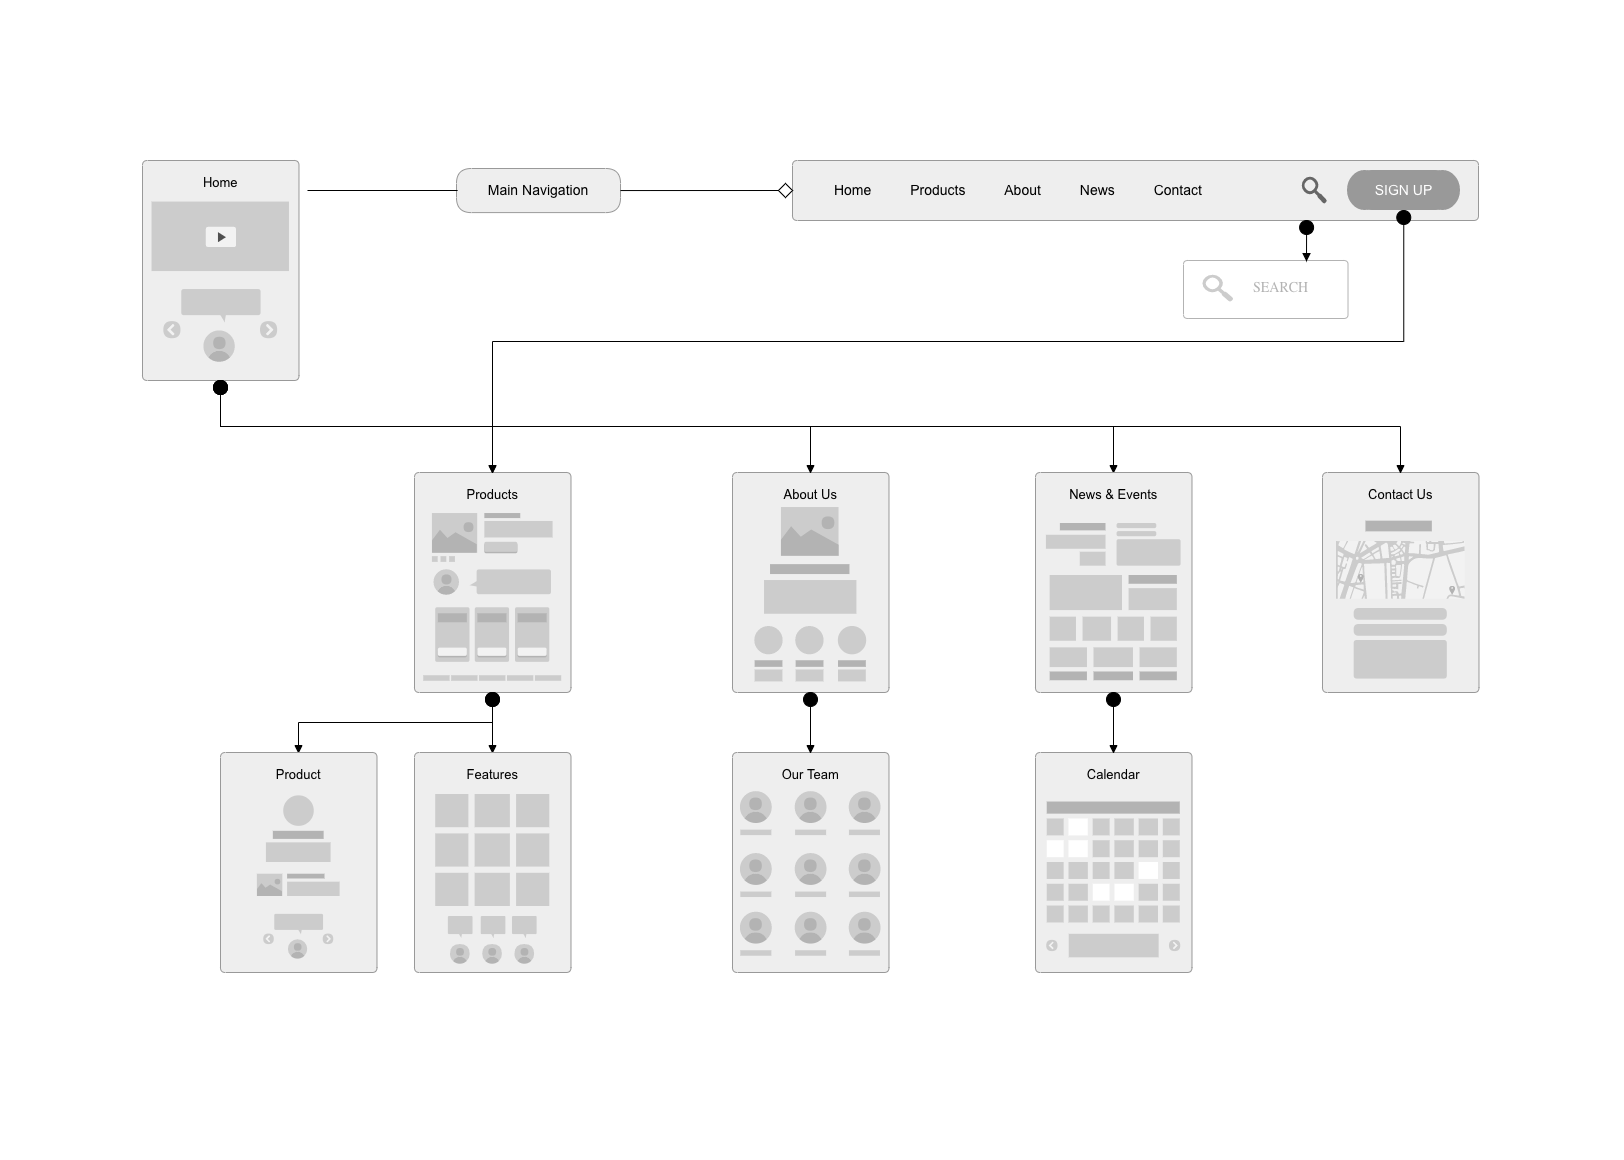 Home
Main Navigation
Home Products About News Contact SIGN UP
SEARCH
Products
About Us
News & Events
Contact Us
Product
Features
Our Team
Calendar